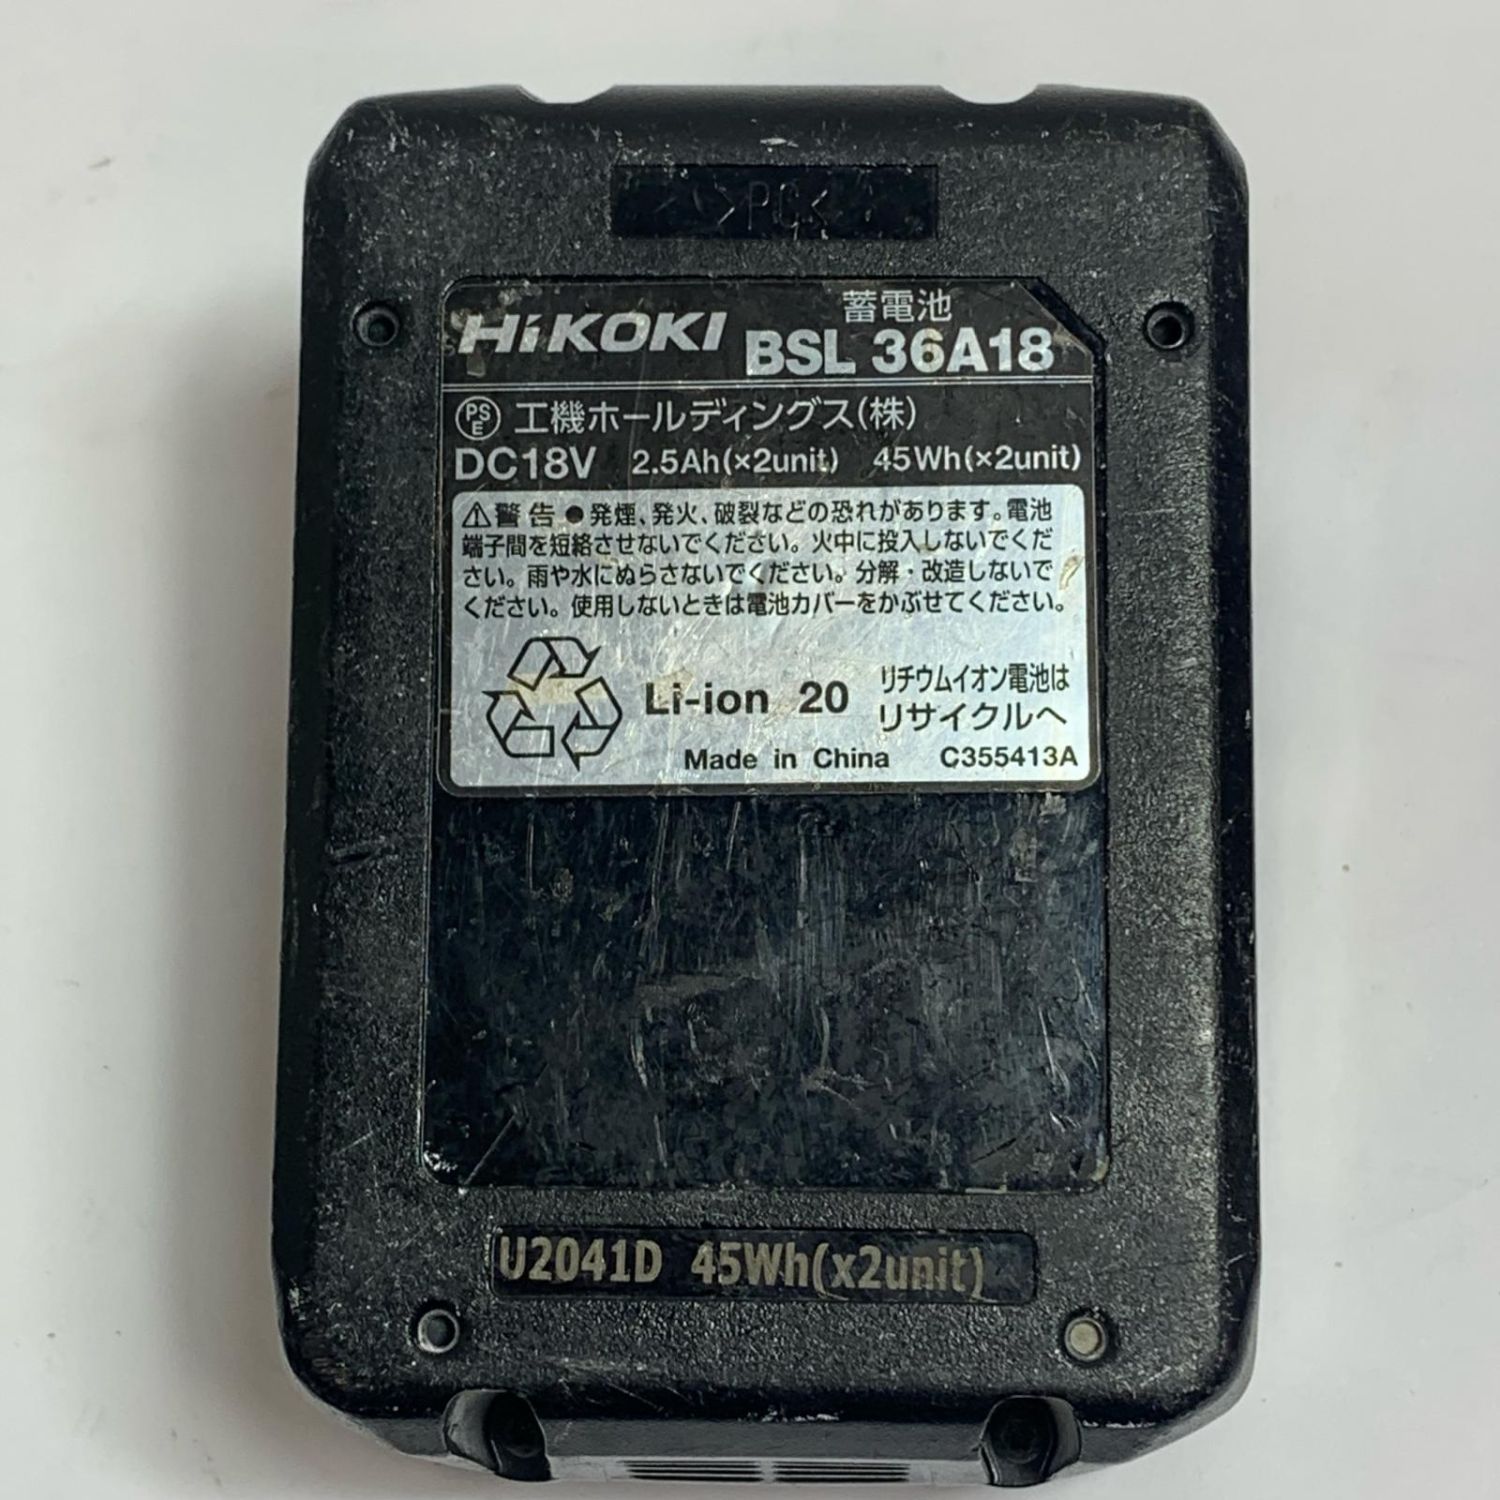 >PC<
蓄電池
HiKOKI BSL 36A18
PSE 工機ホールディングス(株)
DC18V 2.5Ah(×2unit) 45Wh(×2unit)
⚠警告 ●発煙、発火、破裂などの恐れがあります。電池
端子間を短絡させないでください。火中に投入しないでくだ
さい。雨や水にぬらさないでください。分解・改造しないで
ください。使用しないときは電池カバーをかぶせてください。
Li-ion 20 リチウムイオン電池は
リサイクルへ
Made in China C355413A
U2041D 45Wh(x2unit)